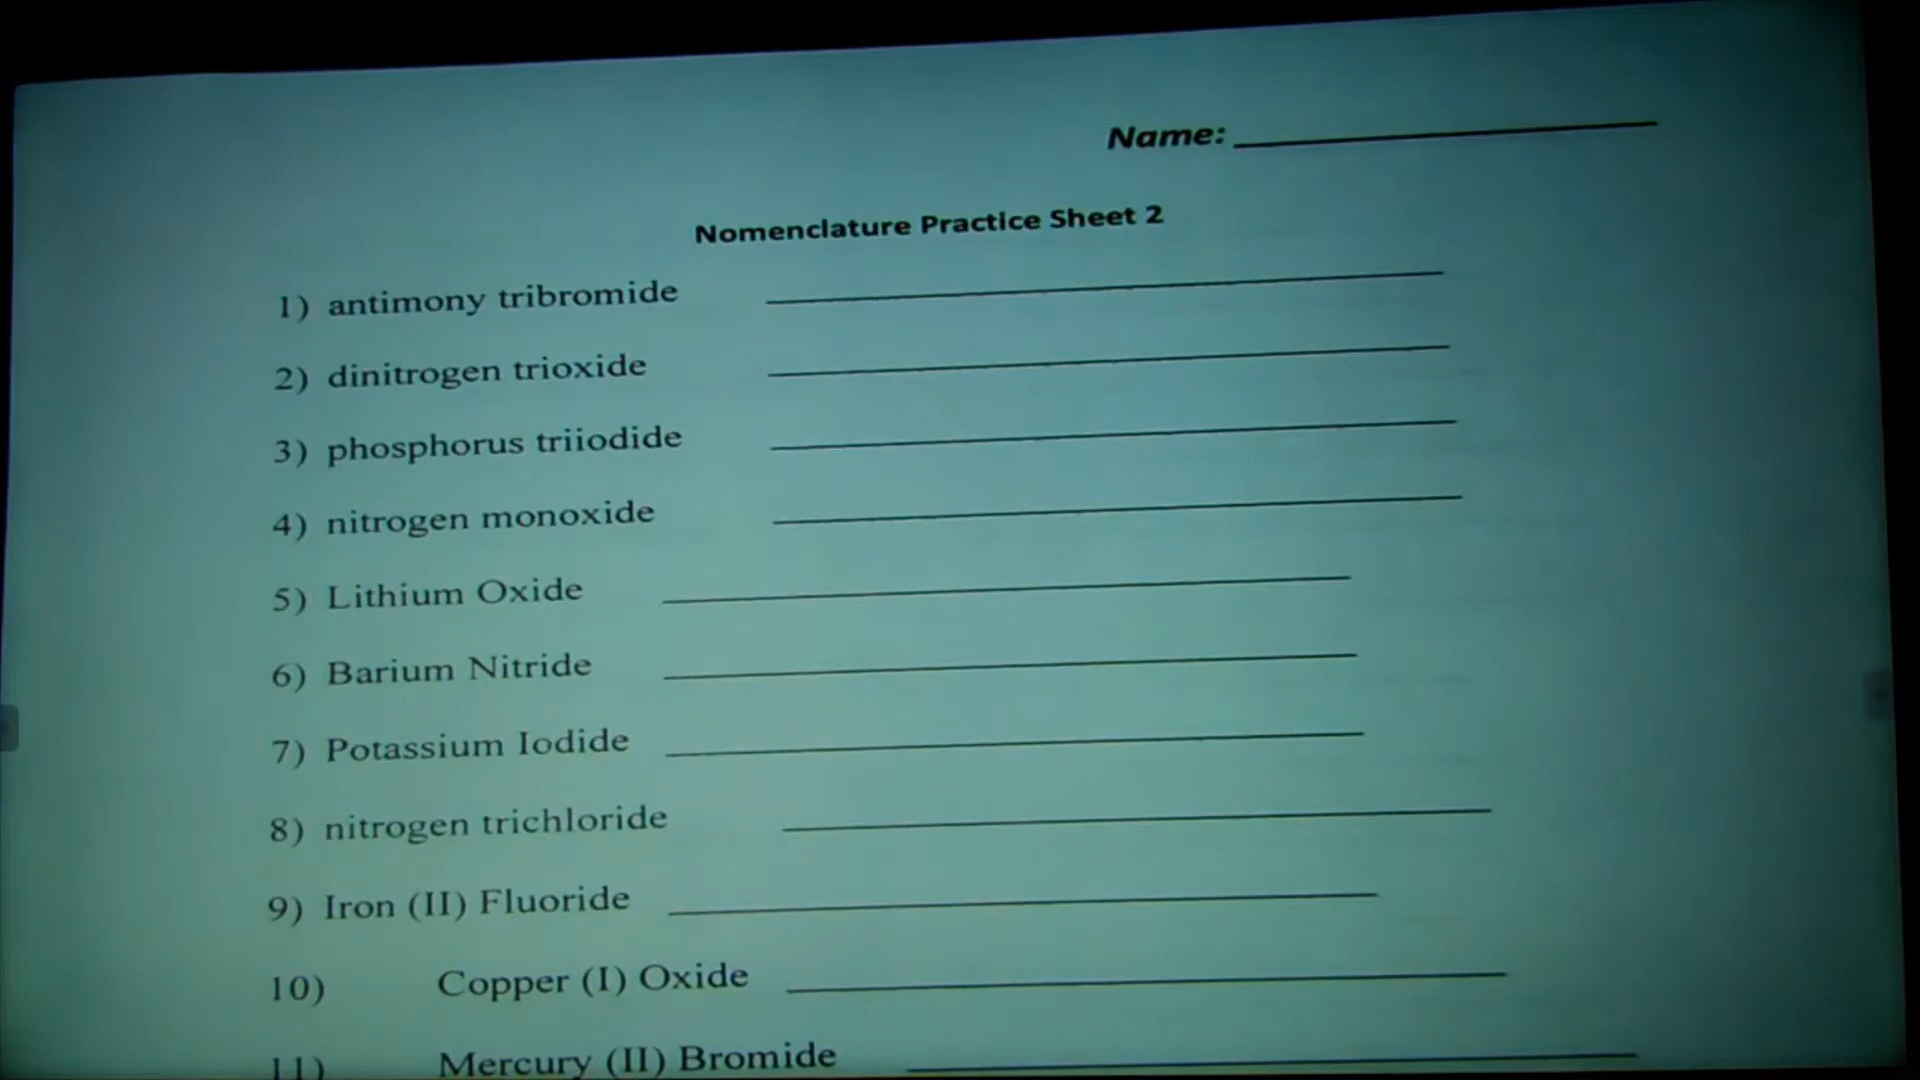 Name:
Nomenclature Practice Sheet 2
1) antimony tribromide
2) dinitrogen trioxide
3) phosphorus triiodide
4) nitrogen monoxide
5) Lithium Oxide
6) Barium Nitride
7) Potassium Iodide
8) nitrogen trichloride
9) Iron (II) Fluoride
10) Copper (I) Oxide
11) Mercury (II) Bromide